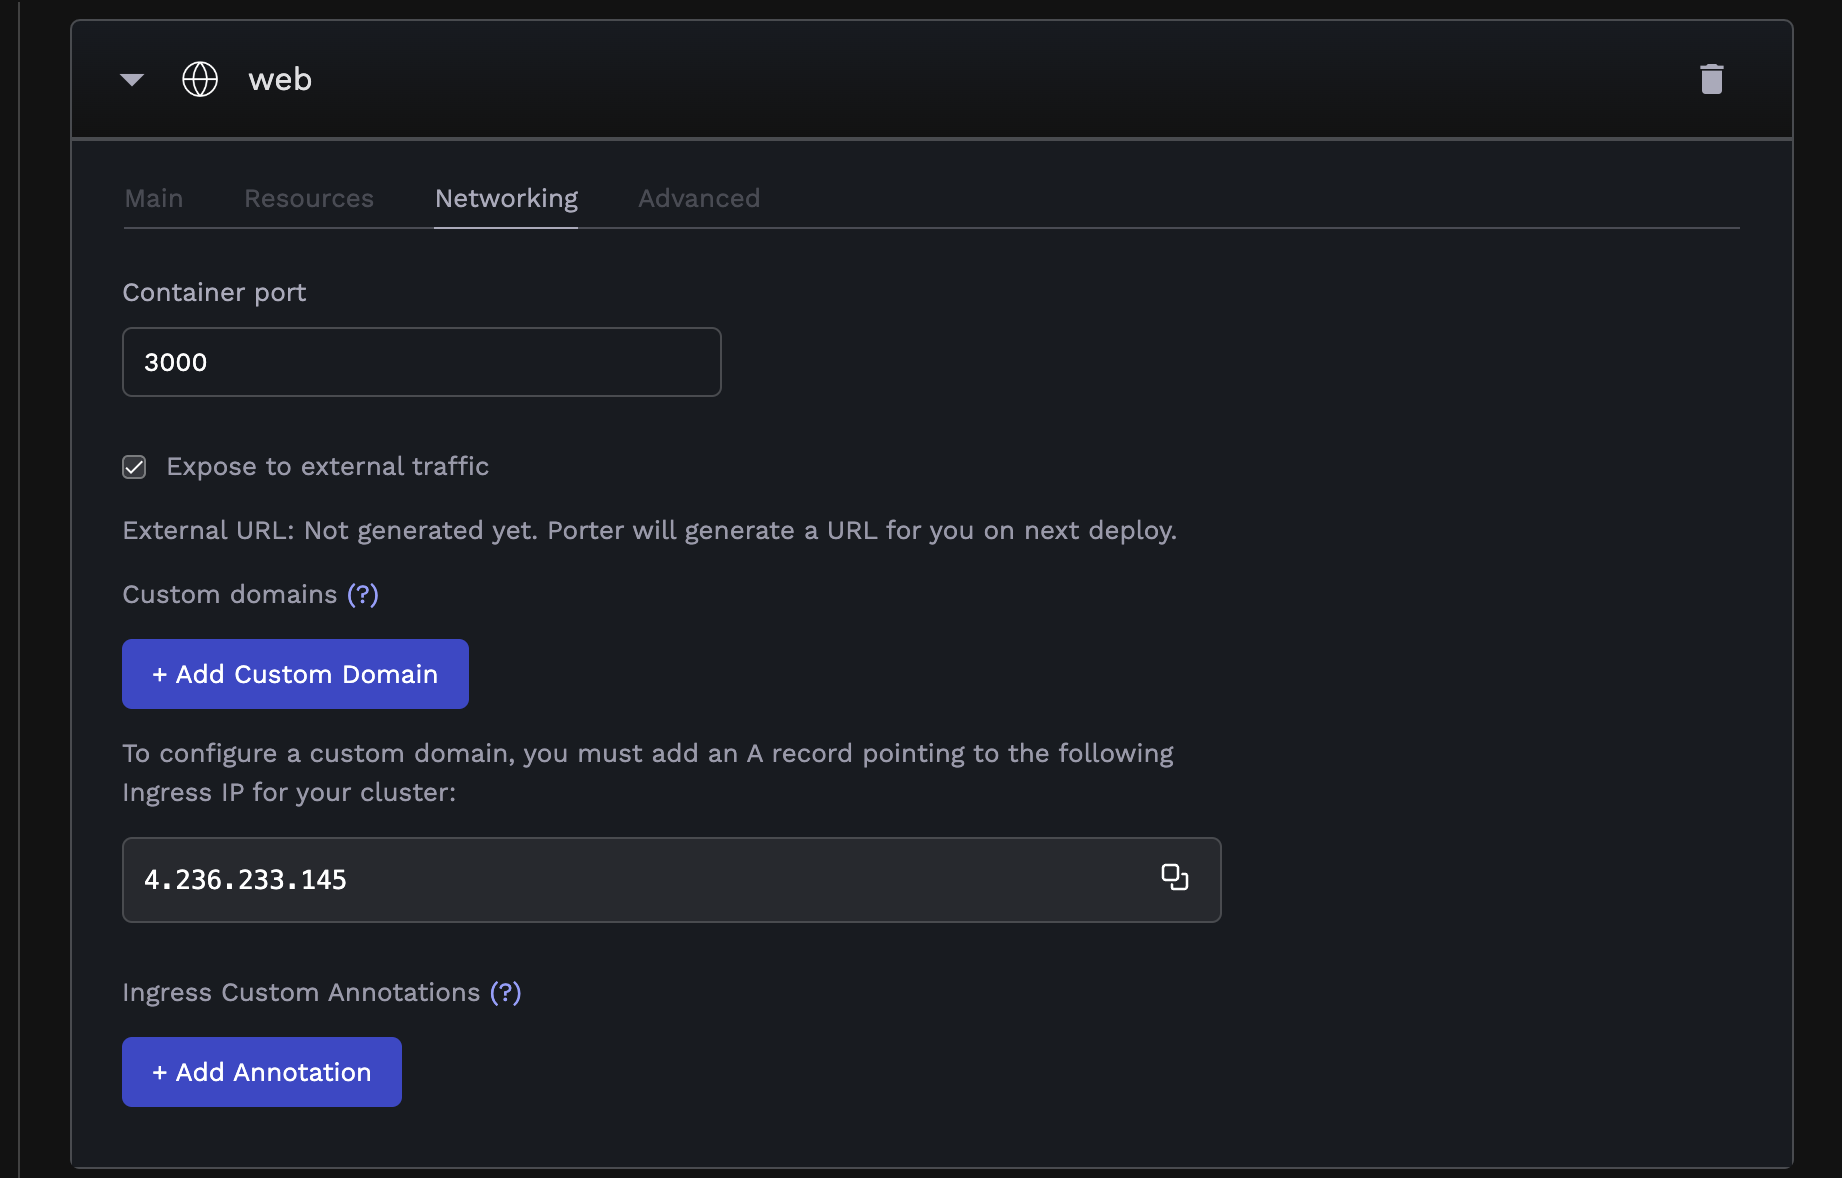 web
Main Resources Networking Advanced
Container port
3000
Expose to external traffic
External URL: Not generated yet. Porter will generate a URL for you on next deploy.
Custom domains (?)
+ Add Custom Domain
To configure a custom domain, you must add an A record pointing to the following
Ingress IP for your cluster:
4.236.233.145
Ingress Custom Annotations (?)
+ Add Annotation